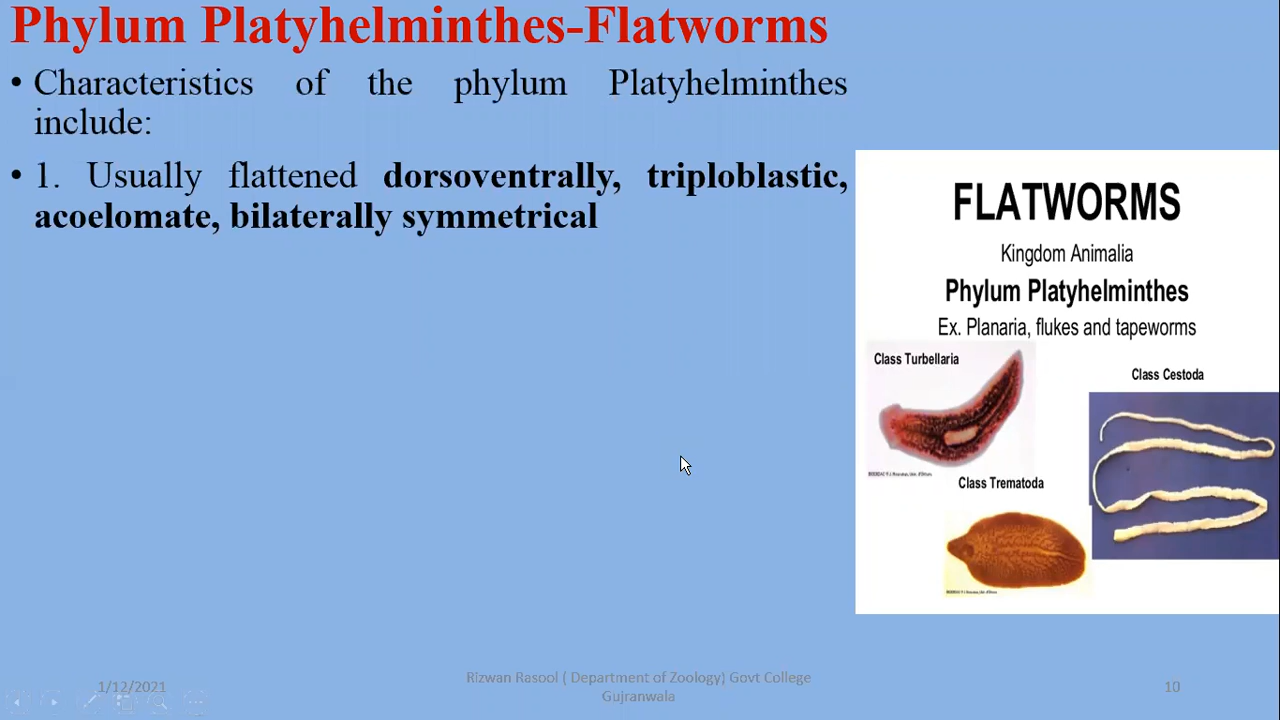 Phylum Platyhelminthes-Flatworms
• Characteristics of the phylum Platyhelminthes
include:
• 1. Usually flattened dorsoventrally, triploblastic,
acoelomate, bilaterally symmetrical
FLATWORMS
Kingdom Animalia
Phylum Platyhelminthes
Ex. Planaria, flukes and tapeworms
Class Turbellaria
Class Cestoda
Class Trematoda
1/12/2021
Rizwan Rasool ( Department of Zoology) Govt College
Gujranwala
10